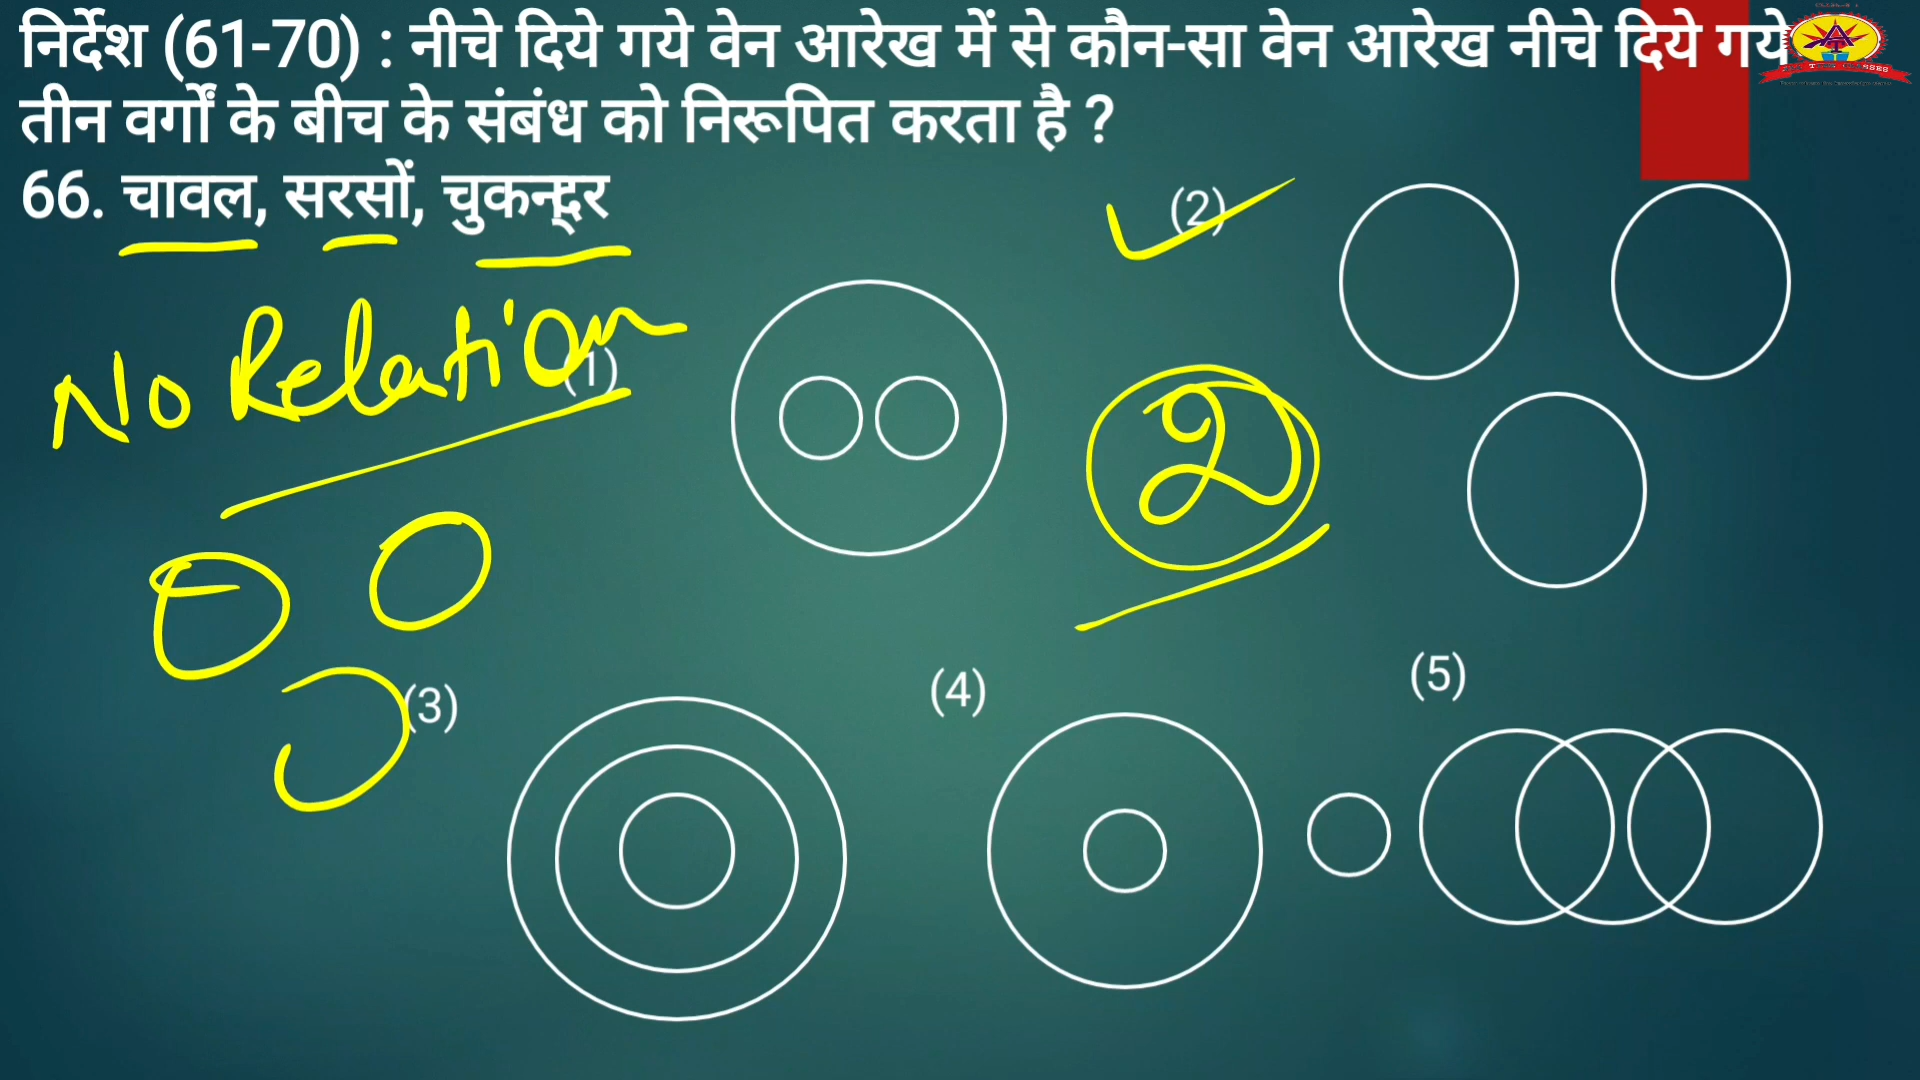 निर्देश (61-70) : नीचे दिये गये वेन आरेख में से कौन-सा वेन आरेख नीचे दिये गये
तीन वर्गों के बीच के संबंध को निरूपित करता है ?
66. चावल, सरसों, चुकन्द्र
(2)
No Relation
(1)
2
(3)
(4)
(5)